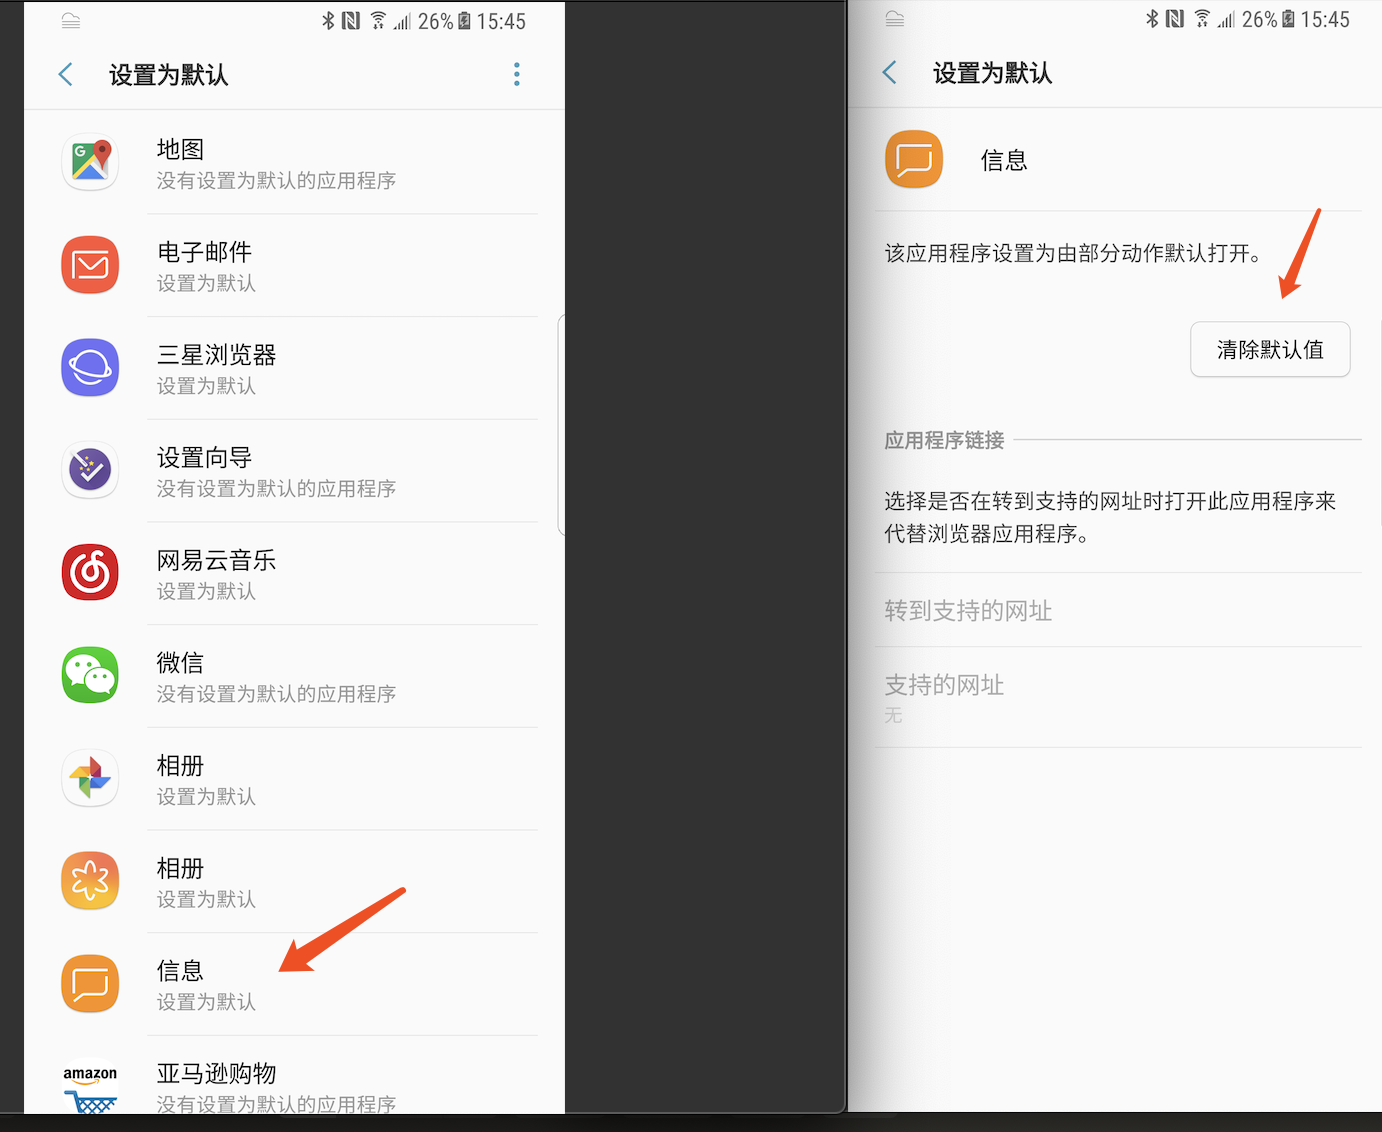 26% 15:45
设置为默认
地图
没有设置为默认的应用程序
电子邮件
设置为默认
三星浏览器
设置为默认
设置向导
没有设置为默认的应用程序
网易云音乐
设置为默认
微信
没有设置为默认的应用程序
相册
设置为默认
相册
设置为默认
信息
设置为默认
amazon
亚马逊购物
没有设置为默认的应用程序
26% 15:45
设置为默认
信息
该应用程序设置为由部分动作默认打开。
清除默认值
应用程序链接
选择是否在转到支持的网址时打开此应用程序来
代替浏览器应用程序。
转到支持的网址
支持的网址
无